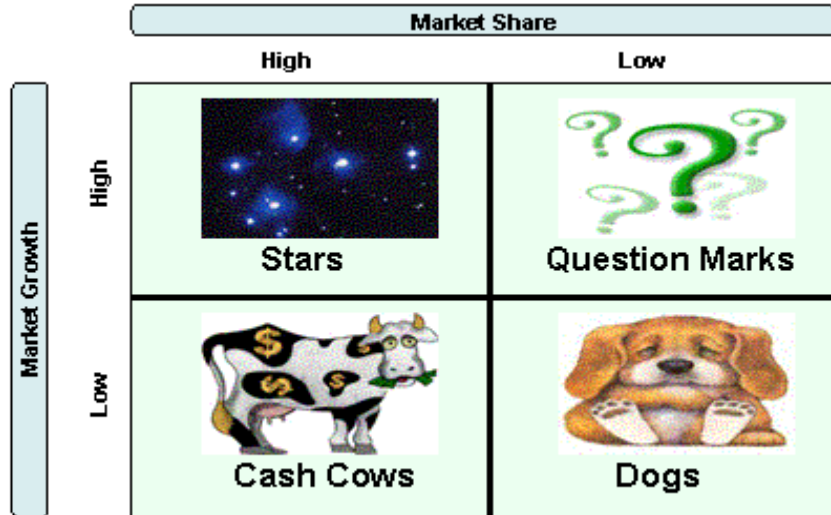 Market Share
High Low
Market Growth
High
Stars
Question Marks
Low
$ $ $ $
Cash Cows
Dogs